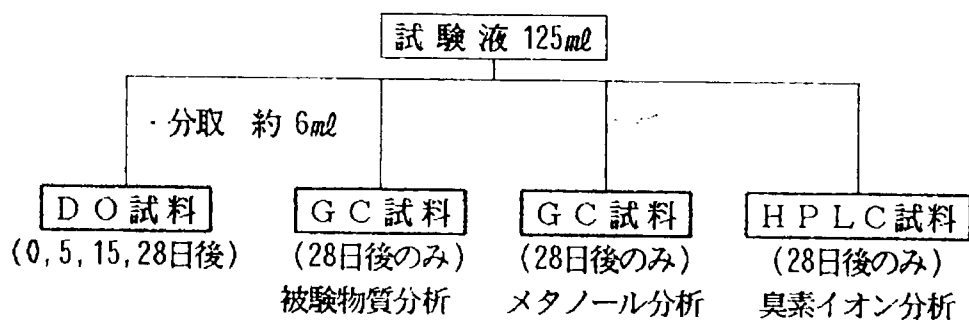 試験液 125ml
・分取 約 6ml
DO試料 GC試料 GC試料 HPLC試料
(0, 5, 15, 28日後) (28日後のみ) (28日後のみ) (28日後のみ)
被験物質分析 メタノール分析 臭素イオン分析